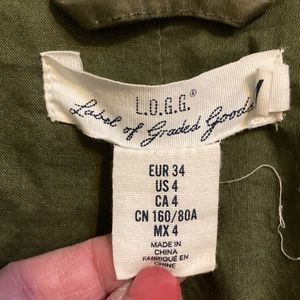 L.O.G.G.®
Label of Graded Goods!
EUR 34
US 4
CA 4
CN 160/80A
MX 4
MADE IN
CHINA
FABRIQUÉ EN
CHINE